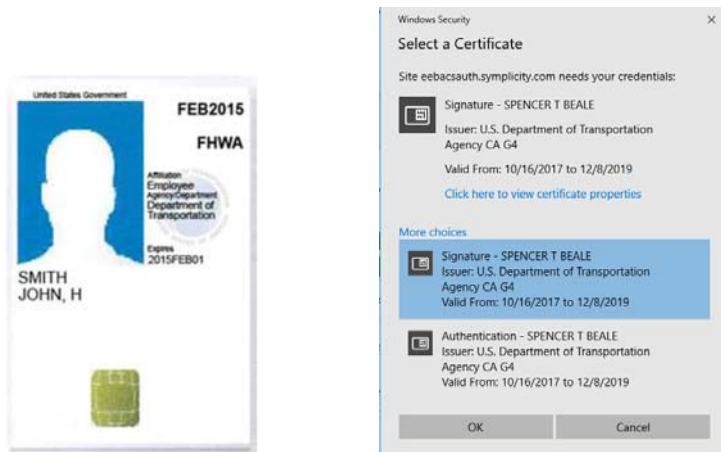 United States Government
FEB2015
FHWA
Affiliation
Employee
Agency/Department
Department of
Transportation
Expires
2015FEB01
SMITH
JOHN, H
Windows Security
Select a Certificate
Site eebacsauth.symplicity.com needs your credentials:
Signature - SPENCER T BEALE
Issuer: U.S. Department of Transportation
Agency CA G4
Valid From: 10/16/2017 to 12/8/2019
Click here to view certificate properties
More choices
Signature - SPENCER T BEALE
Issuer: U.S. Department of Transportation
Agency CA G4
Valid From: 10/16/2017 to 12/8/2019
Authentication - SPENCER T BEALE
Issuer: U.S. Department of Transportation
Agency CA G4
Valid From: 10/16/2017 to 12/8/2019
OK
Cancel